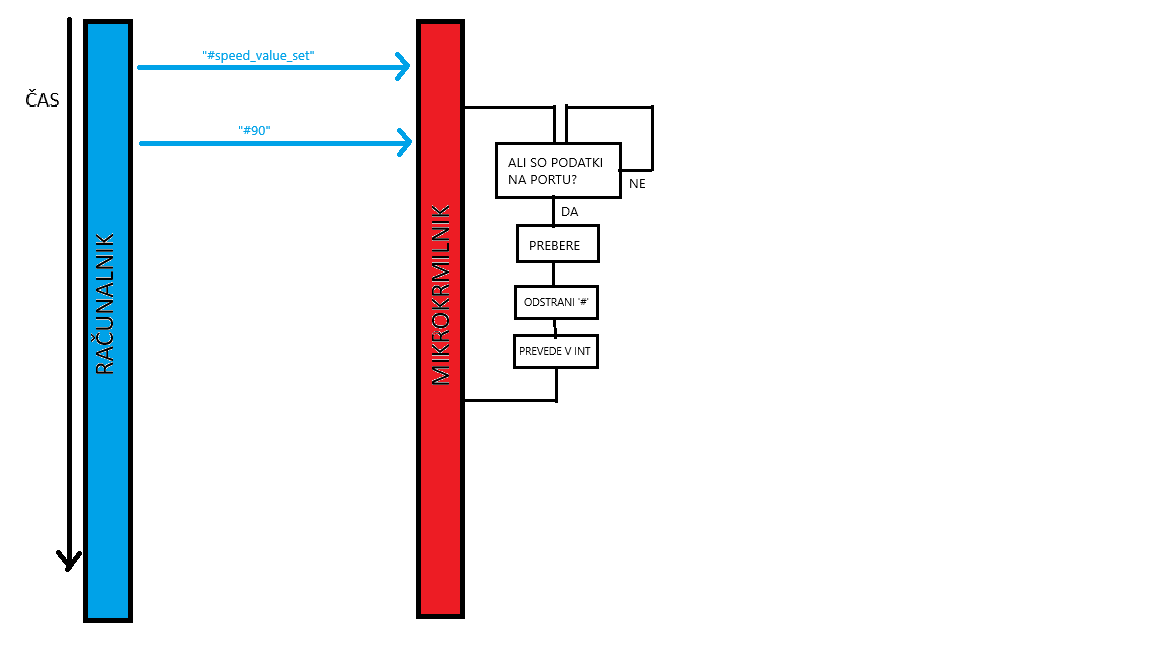 ČAS
RAČUNALNIK
"#speed_value_set"
"#90"
MIKROKRMILNIK
ALI SO PODATKI
NA PORTU?
NE
DA
PREBERE
ODSTRANI '#'
PREVEDE V INT